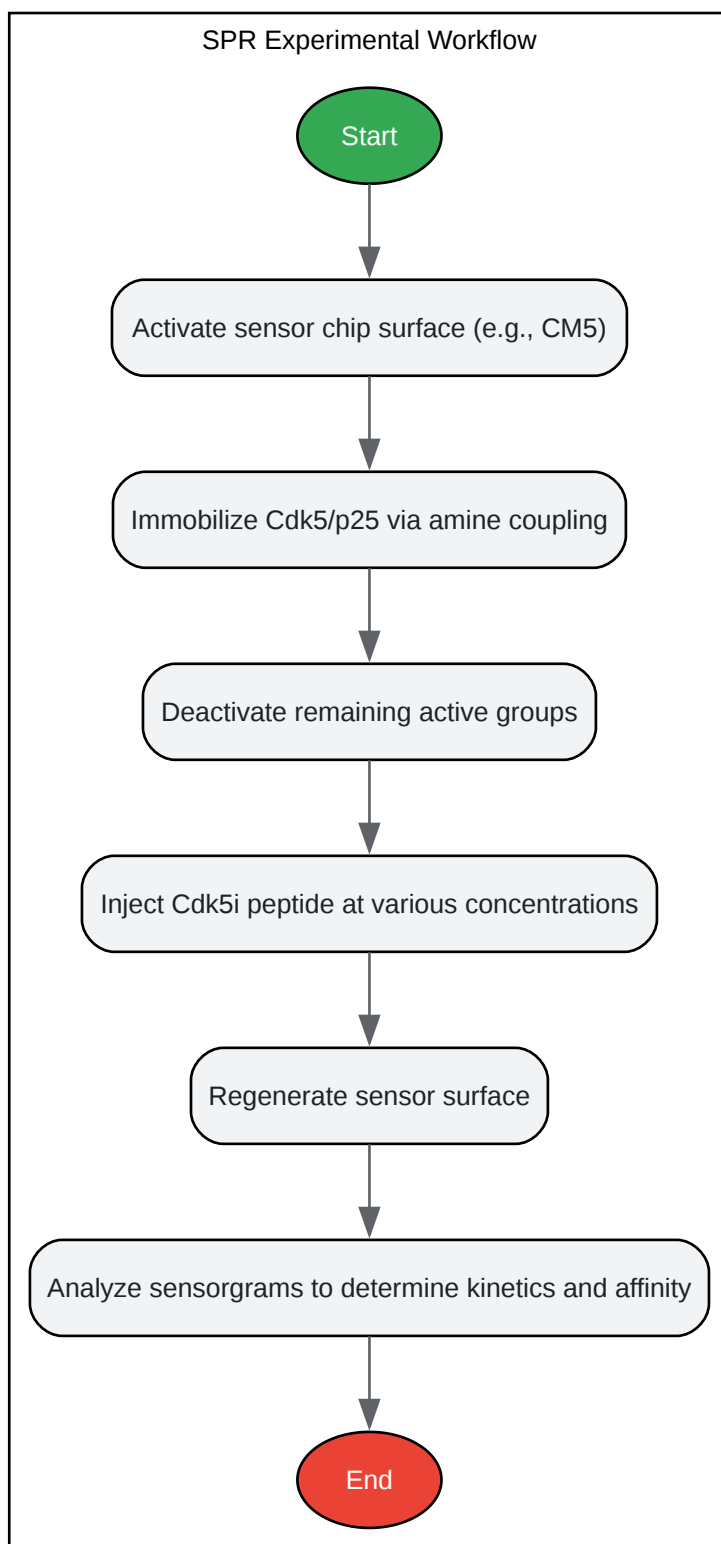 SPR Experimental Workflow
Start
Activate sensor chip surface (e.g., CM5)
Immobilize Cdk5/p25 via amine coupling
Deactivate remaining active groups
Inject Cdk5i peptide at various concentrations
Regenerate sensor surface
Analyze sensorgrams to determine kinetics and affinity
End